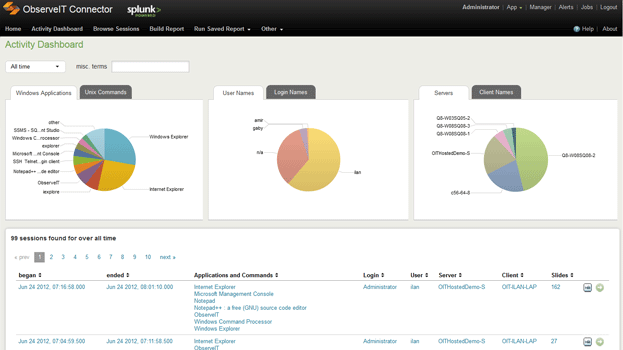 ObserveIT Connector splunk> POWERED Administrator | App | Manager | Alerts | Jobs | Logout
Home Activity Dashboard Browse Sessions Build Report Run Saved Report Other Help | About
Activity Dashboard
All time misc. terms
Windows Applications Unix Commands User Names Login Names Servers Client Names
other
SSMS - SQ...nt Studio
Windows C...rocessor
explorer
Microsoft ...nt Console
SSH Telnet...gin client
Notepad++ ...de editor
ObserveIT
iexplore
Windows Explorer
Internet Explorer
amir
gaby
n/a
ilan
Q8-W03SQ05-2
Q8-W08SQ08-3
Q8-W08SQ08-1
OITHostedDemo-S
c56-64-8
Q8-W08SQ08-2
99 sessions found for over all time
« prev 1 2 3 4 5 6 7 8 9 10 next »
began ended Applications and Commands Login User Server Client Slides
Jun 24 2012, 07:16:58.000 Jun 24 2012, 08:01:10.000 Internet Explorer Administrator ilan OITHostedDemo-S OIT-ILAN-LAP 162
Microsoft Management Console
Notepad
Notepad++ : a free (GNU) source code editor
ObserveIT
Windows Command Processor
Windows Explorer
Jun 24 2012, 07:04:59.500 Jun 24 2012, 07:11:58.500 Internet Explorer Administrator ilan OITHostedDemo-S OIT-ILAN-LAP 27
ObserveIT